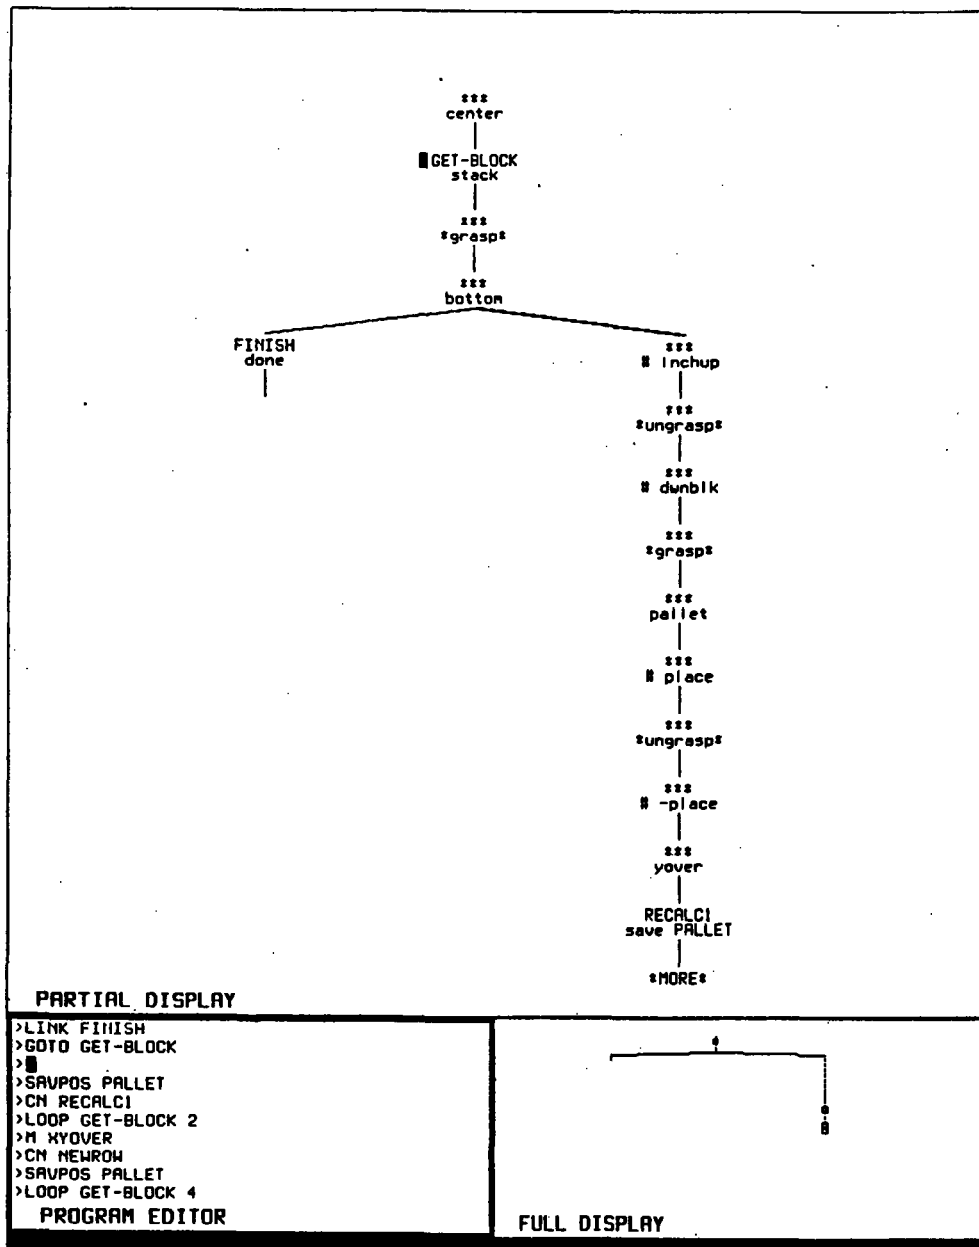 ***
center
GET-BLOCK
stack
***
*grasp*
***
bottom
FINISH
done
***
# inchup
***
*ungrasp*
***
# dwnblk
***
*grasp*
***
pallet
***
# place
***
*ungrasp*
***
# -place
***
yover
RECALC1
save PALLET
*MORE*
PARTIAL DISPLAY
>LINK FINISH
>GOTO GET-BLOCK
>
>SAVPOS PALLET
>CN RECALC1
>LOOP GET-BLOCK 2
>M XYOVER
>CN NEWROW
>SAVPOS PALLET
>LOOP GET-BLOCK 4
PROGRAM EDITOR
FULL DISPLAY